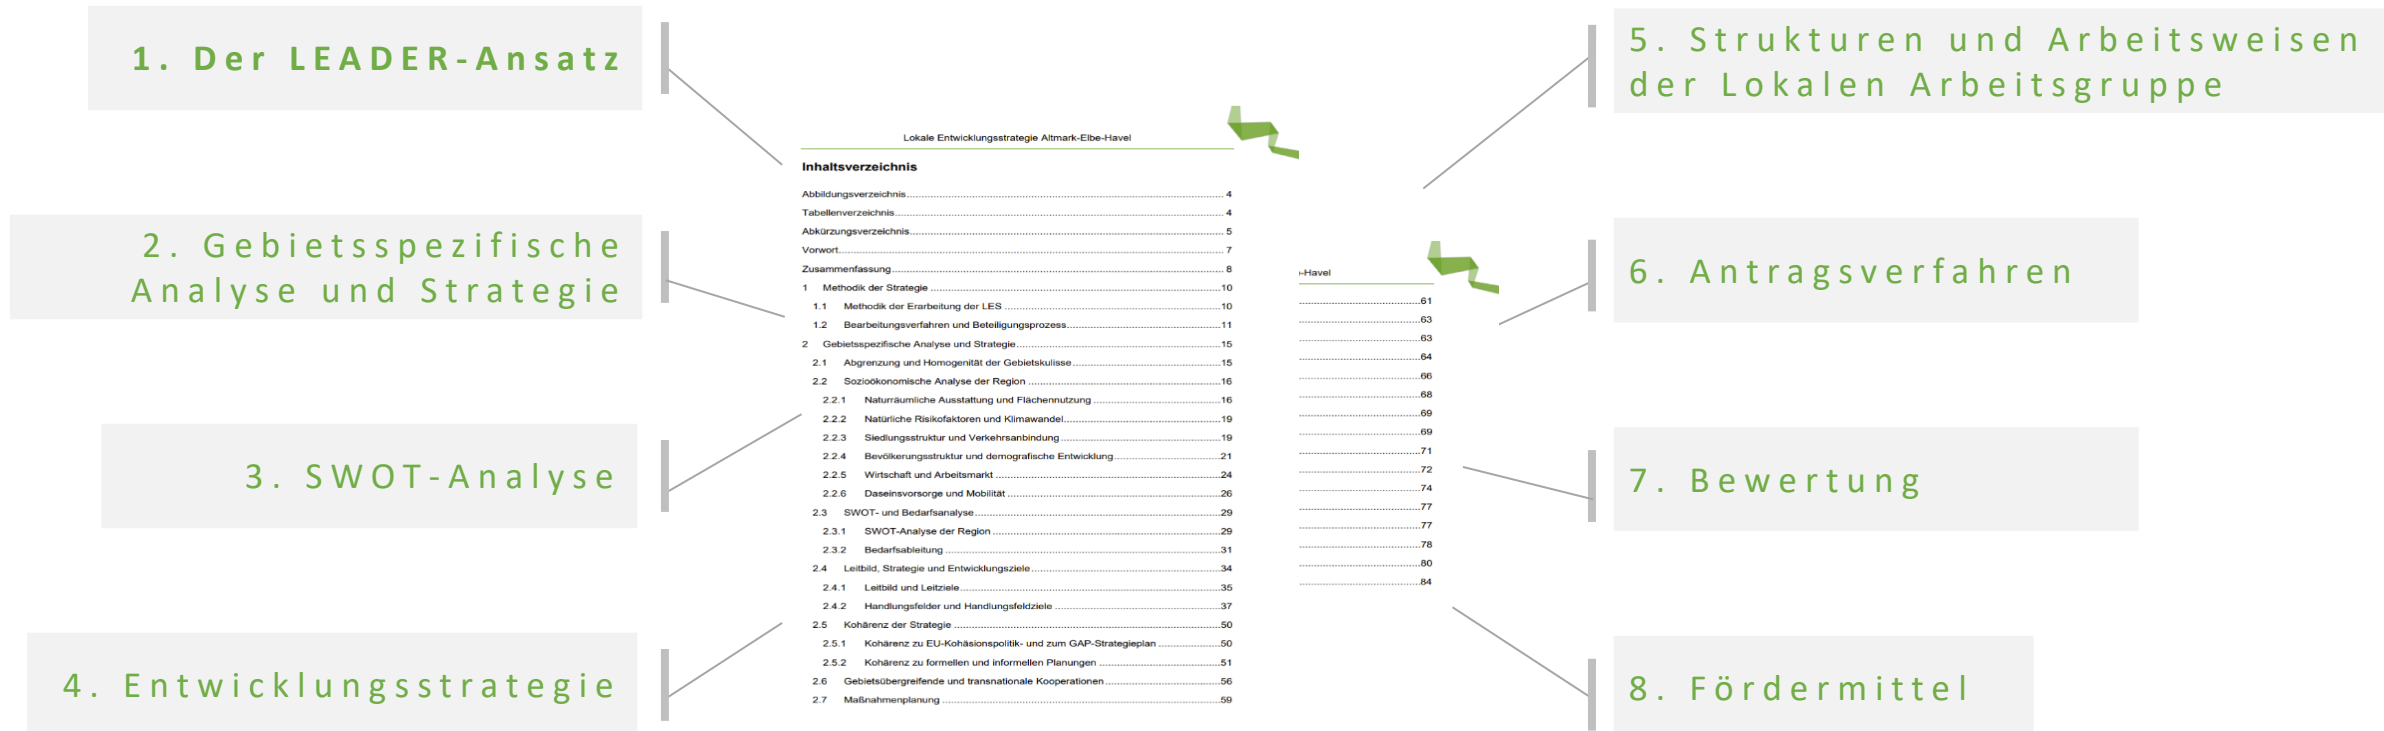 1. Der LEADER-Ansatz
2. Gebietsspezifische
Analyse und Strategie
3. SWOT-Analyse
4. Entwicklungsstrategie
Lokale Entwicklungsstrategie Altmark-Elbe-Havel
Inhaltsverzeichnis
Abbildungsverzeichnis 4
Tabellenverzeichnis 4
Abkürzungsverzeichnis 5
Vorwort 7
Zusammenfassung 8
1 Methodik der Strategie 10
1.1 Methodik der Erarbeitung der LES 10
1.2 Bearbeitungsverfahren und Beteiligungsprozess 11
2 Gebietsspezifische Analyse und Strategie 15
2.1 Abgrenzung und Homogenität der Gebietskulisse 15
2.2 Sozioökonomische Analyse der Region 16
2.2.1 Naturräumliche Ausstattung und Flächennutzung 16
2.2.2 Natürliche Risikofaktoren und Klimawandel 19
2.2.3 Siedlungsstruktur und Verkehrsanbindung 19
2.2.4 Bevölkerungsstruktur und demografische Entwicklung 21
2.2.5 Wirtschaft und Arbeitsmarkt 24
2.2.6 Daseinsvorsorge und Mobilität 26
2.3 SWOT- und Bedarfsanalyse 29
2.3.1 SWOT-Analyse der Region 29
2.3.2 Bedarfsableitung 31
2.4 Leitbild, Strategie und Entwicklungsziele 34
2.4.1 Leitbild und Leitziele 35
2.4.2 Handlungsfelder und Handlungsfeldziele 37
2.5 Kohärenz der Strategie 50
2.5.1 Kohärenz zu EU-Kohäsionspolitik- und zum GAP-Strategieplan 50
2.5.2 Kohärenz zu formellen und informellen Planungen 51
2.6 Gebietsübergreifende und transnationale Kooperationen 56
2.7 Maßnahmenplanung 59
-Havel
61
63
63
64
66
68
69
69
71
72
74
77
77
78
80
84
5. Strukturen und Arbeitsweisen
der Lokalen Arbeitsgruppe
6. Antragsverfahren
7. Bewertung
8. Fördermittel